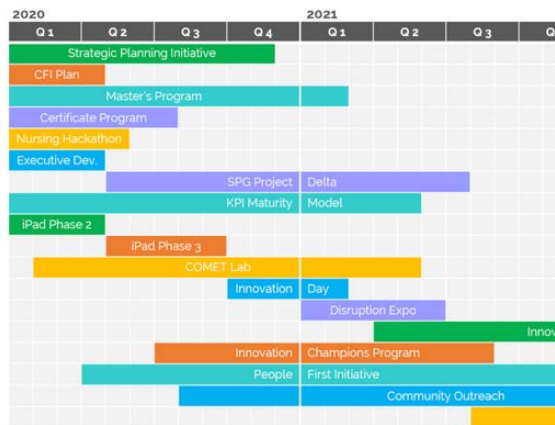 2020 2021
Q 1 Q 2 Q 3 Q 4 Q 1 Q 2 Q 3
Strategic Planning Initiative
CFI Plan
Master's Program
Certificate Program
Nursing Hackathon
Executive Dev.
SPG Project Delta
KPI Maturity Model
iPad Phase 2
iPad Phase 3
COMET Lab
Innovation Day
Disruption Expo
Innov
Innovation Champions Program
People First Initiative
Community Outreach